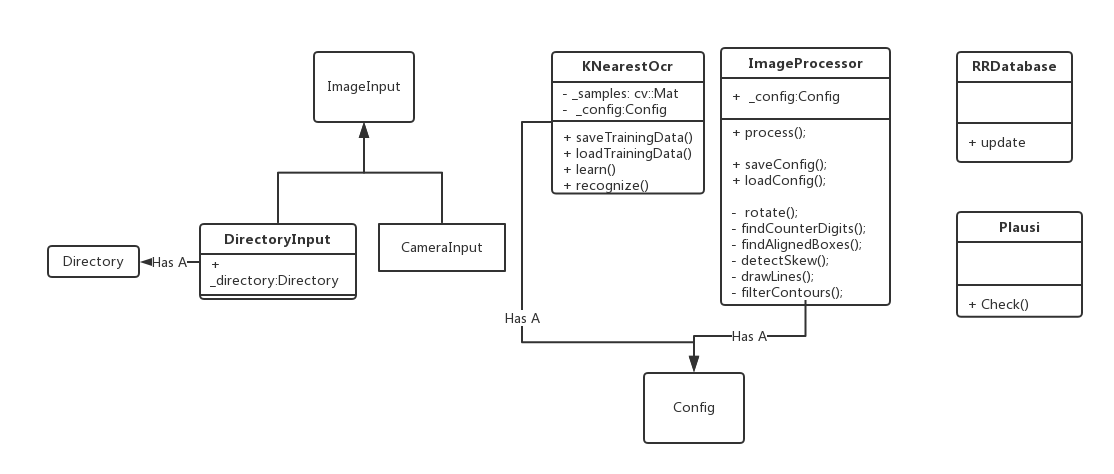 ImageInput
DirectoryInput
+
_directory:Directory
Directory
Has A
CameraInput
KNearestOcr
- _samples: cv::Mat
- _config:Config
+ saveTrainingData()
+ loadTrainingData()
+ learn()
+ recognize()
ImageProcessor
+ _config:Config
+ process();
+ saveConfig();
+ loadConfig();
- rotate();
- findCounterDigits();
- findAlignedBoxes();
- detectSkew();
- drawLines();
- filterContours();
Has A
Has A
Config
RRDatabase
+ update
Plausi
+ Check()